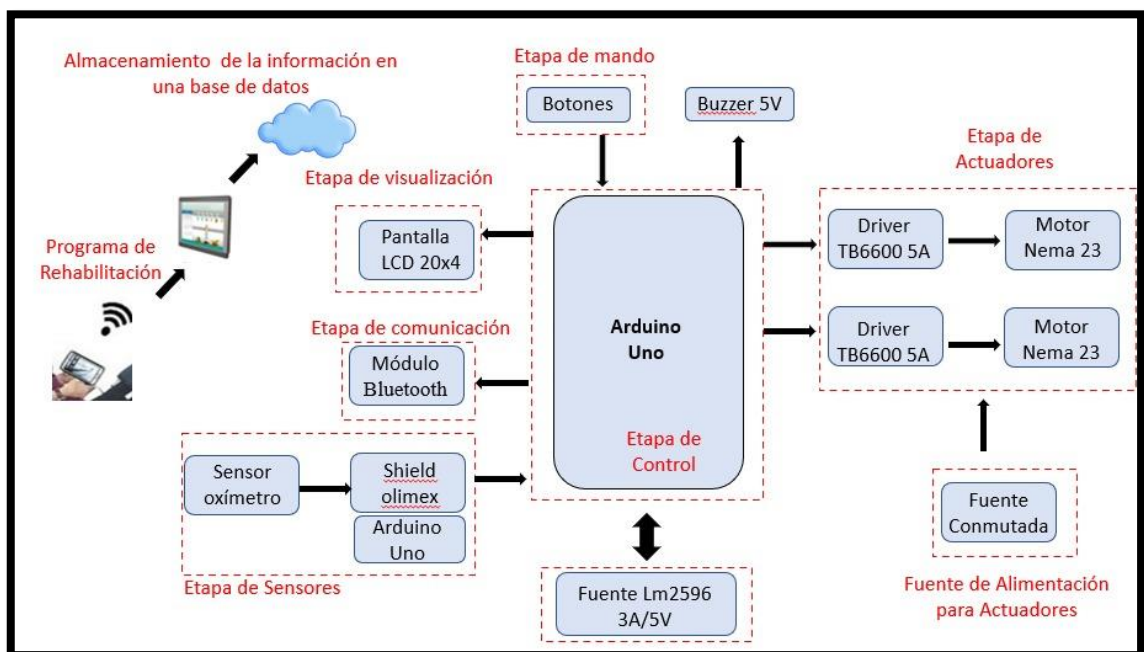 Almacenamiento de la información en
una base de datos
Etapa de mando
Botones
Buzzer 5V
Etapa de
Actuadores
Etapa de visualización
Pantalla
LCD 20x4
Programa de
Rehabilitación
Driver
TB6600 5A
Motor
Nema 23
Etapa de comunicación
Módulo
Bluetooth
Arduino
Uno
Driver
TB6600 5A
Motor
Nema 23
Etapa de
Control
Sensor
oxímetro
Shield
olimex
Arduino
Uno
Etapa de Sensores
Fuente Lm2596
3A/5V
Fuente
Conmutada
Fuente de Alimentación
para Actuadores